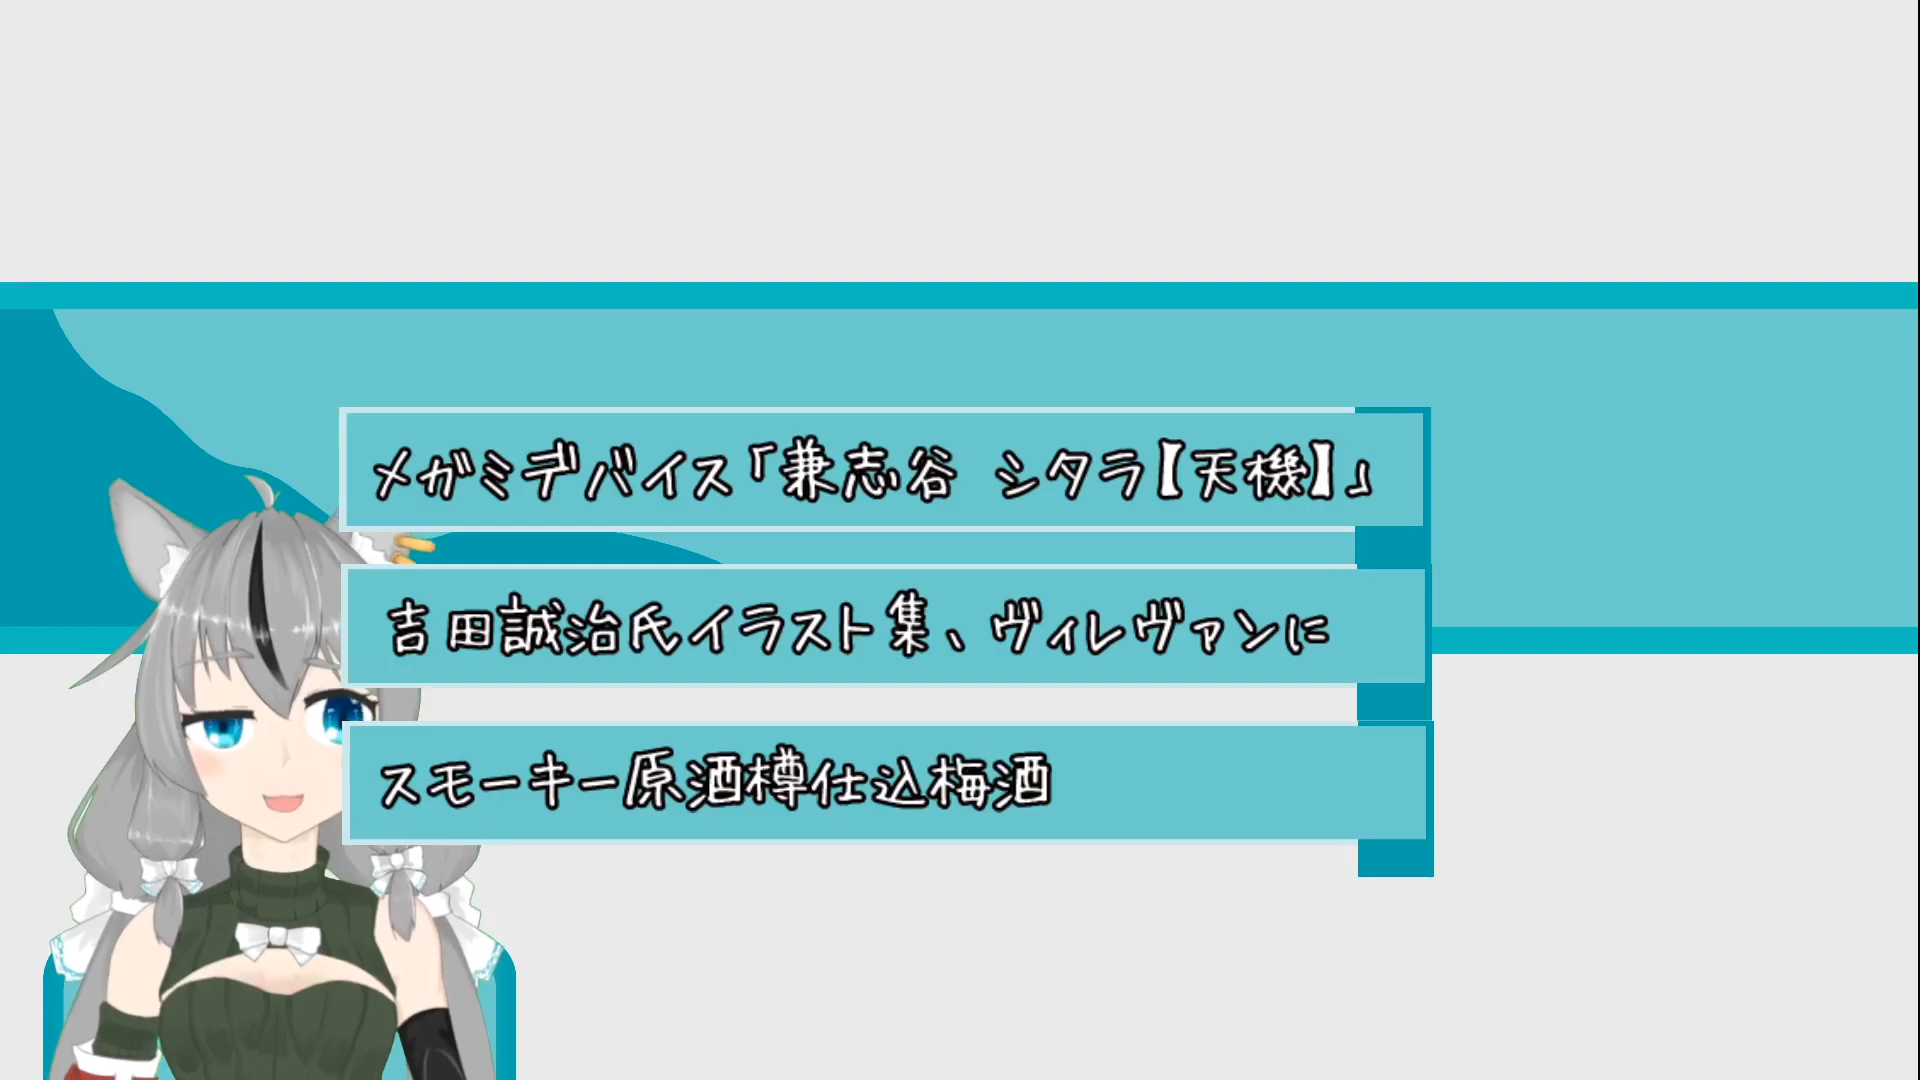 メガミデバイス「兼志谷 シタラ【天機】」
吉田誠治氏イラスト集、ヴィレヴァンに
スモーキー原酒樽仕込梅酒